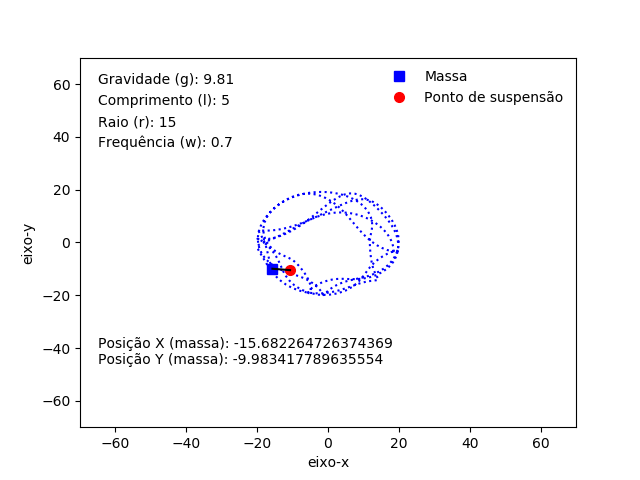 Gravidade (g): 9.81
Comprimento (l): 5
Raio (r): 15
Frequência (w): 0.7
Massa
Ponto de suspensão
60
40
20
0
−20
−40
−60
eixo-y
Posição X (massa): -15.682264726374369
Posição Y (massa): -9.983417789635554
−60 −40 −20 0 20 40 60
eixo-x